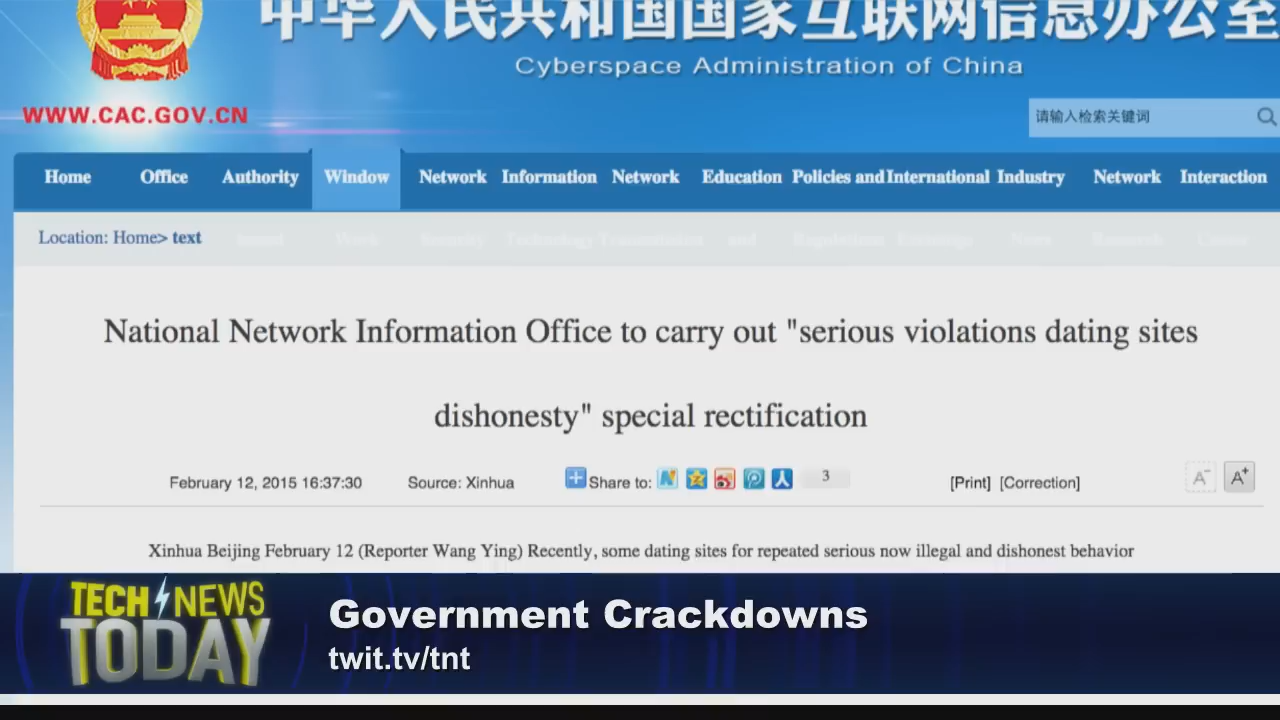 中华人民共和国国家互联网信息办公室
Cyberspace Administration of China
WWW.CAC.GOV.CN
请输入检索关键词
Home Office Authority Window Network Information Network Education Policies and International Industry Network Interaction
Location: Home> text
National Network Information Office to carry out "serious violations dating sites
dishonesty" special rectification
February 12, 2015 16:37:30 Source: Xinhua Share to: 3 [Print] [Correction] A- A+
Xinhua Beijing February 12 (Reporter Wang Ying) Recently, some dating sites for repeated serious now illegal and dishonest behavior
TECH NEWS
TODAY
Government Crackdowns
twit.tv/tnt